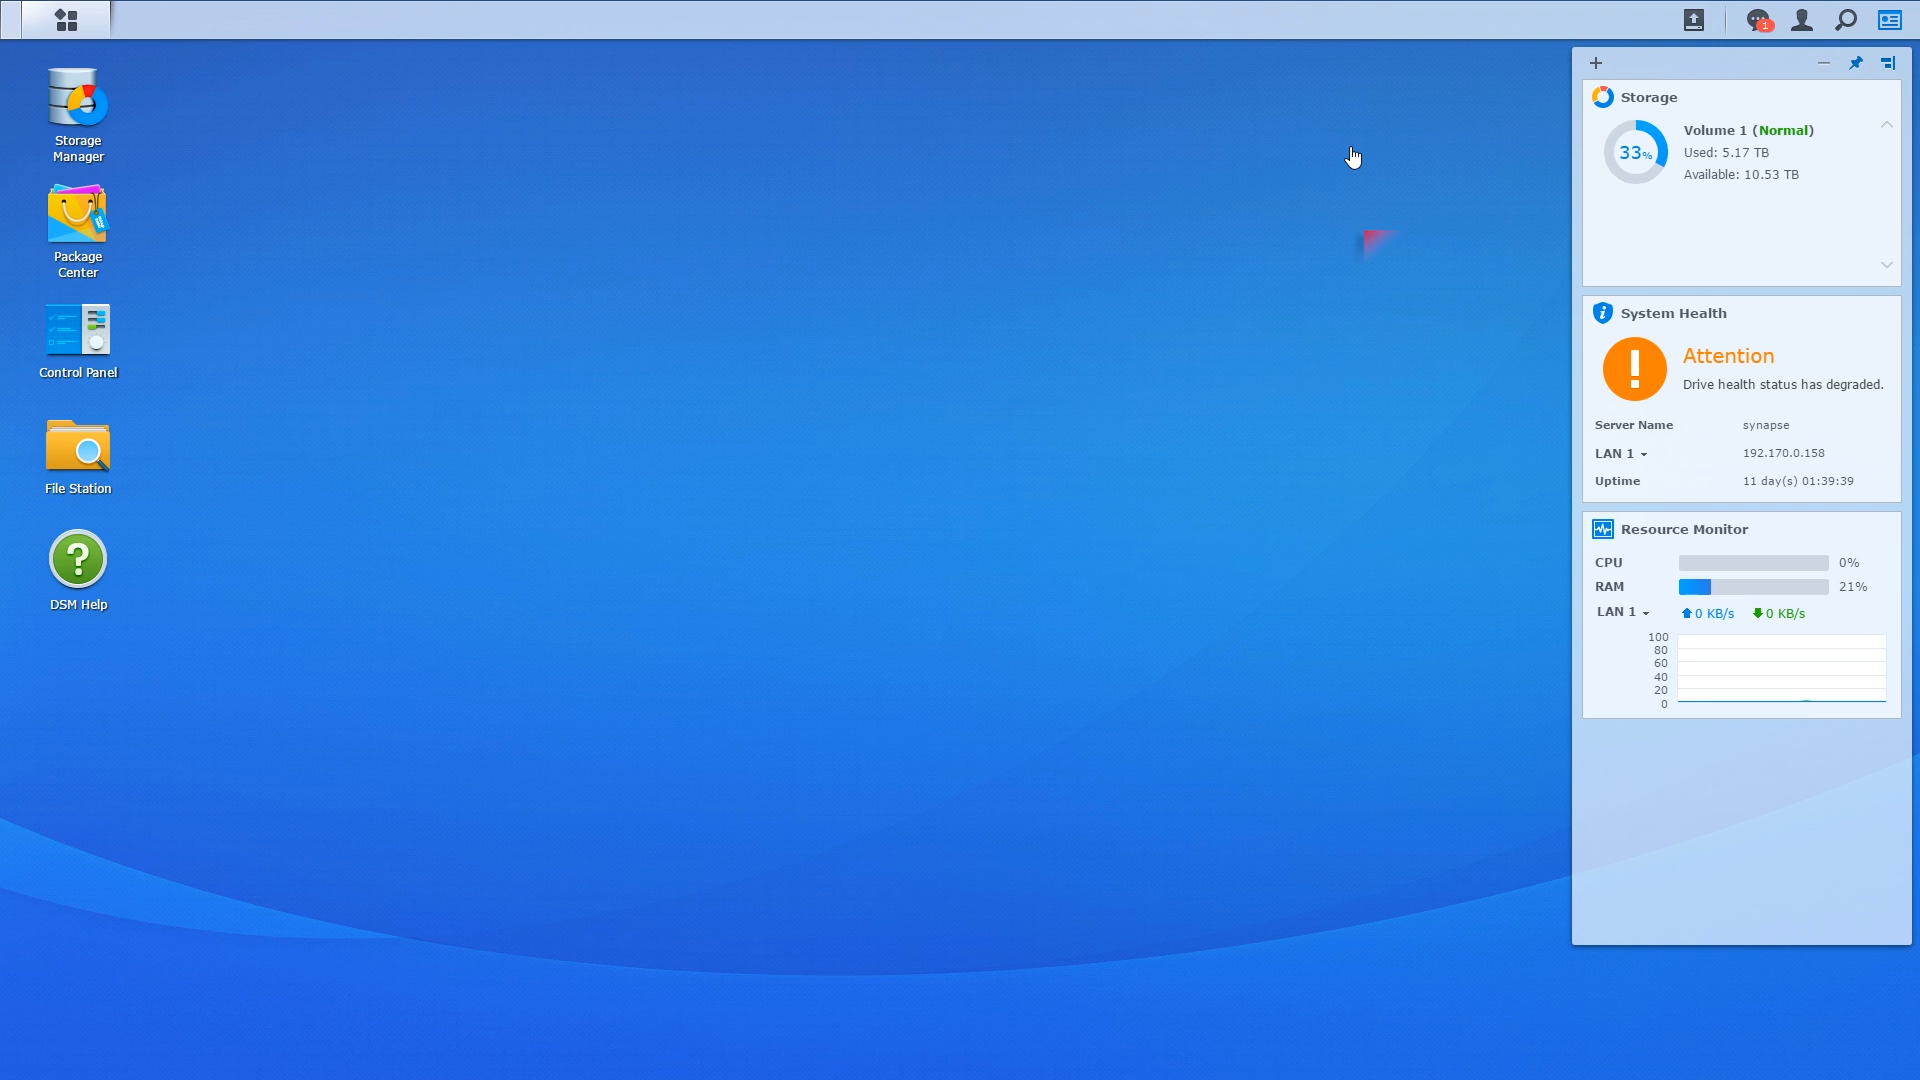 1
Storage
Manager
Package
Center
Control Panel
File Station
DSM Help
Storage
33%
Volume 1 (Normal)
Used: 5.17 TB
Available: 10.53 TB
System Health
Attention
Drive health status has degraded.
Server Name synapse
LAN 1 192.170.0.158
Uptime 11 day(s) 01:39:39
Resource Monitor
CPU 0%
RAM 21%
LAN 1 0 KB/s 0 KB/s
100
80
60
40
20
0